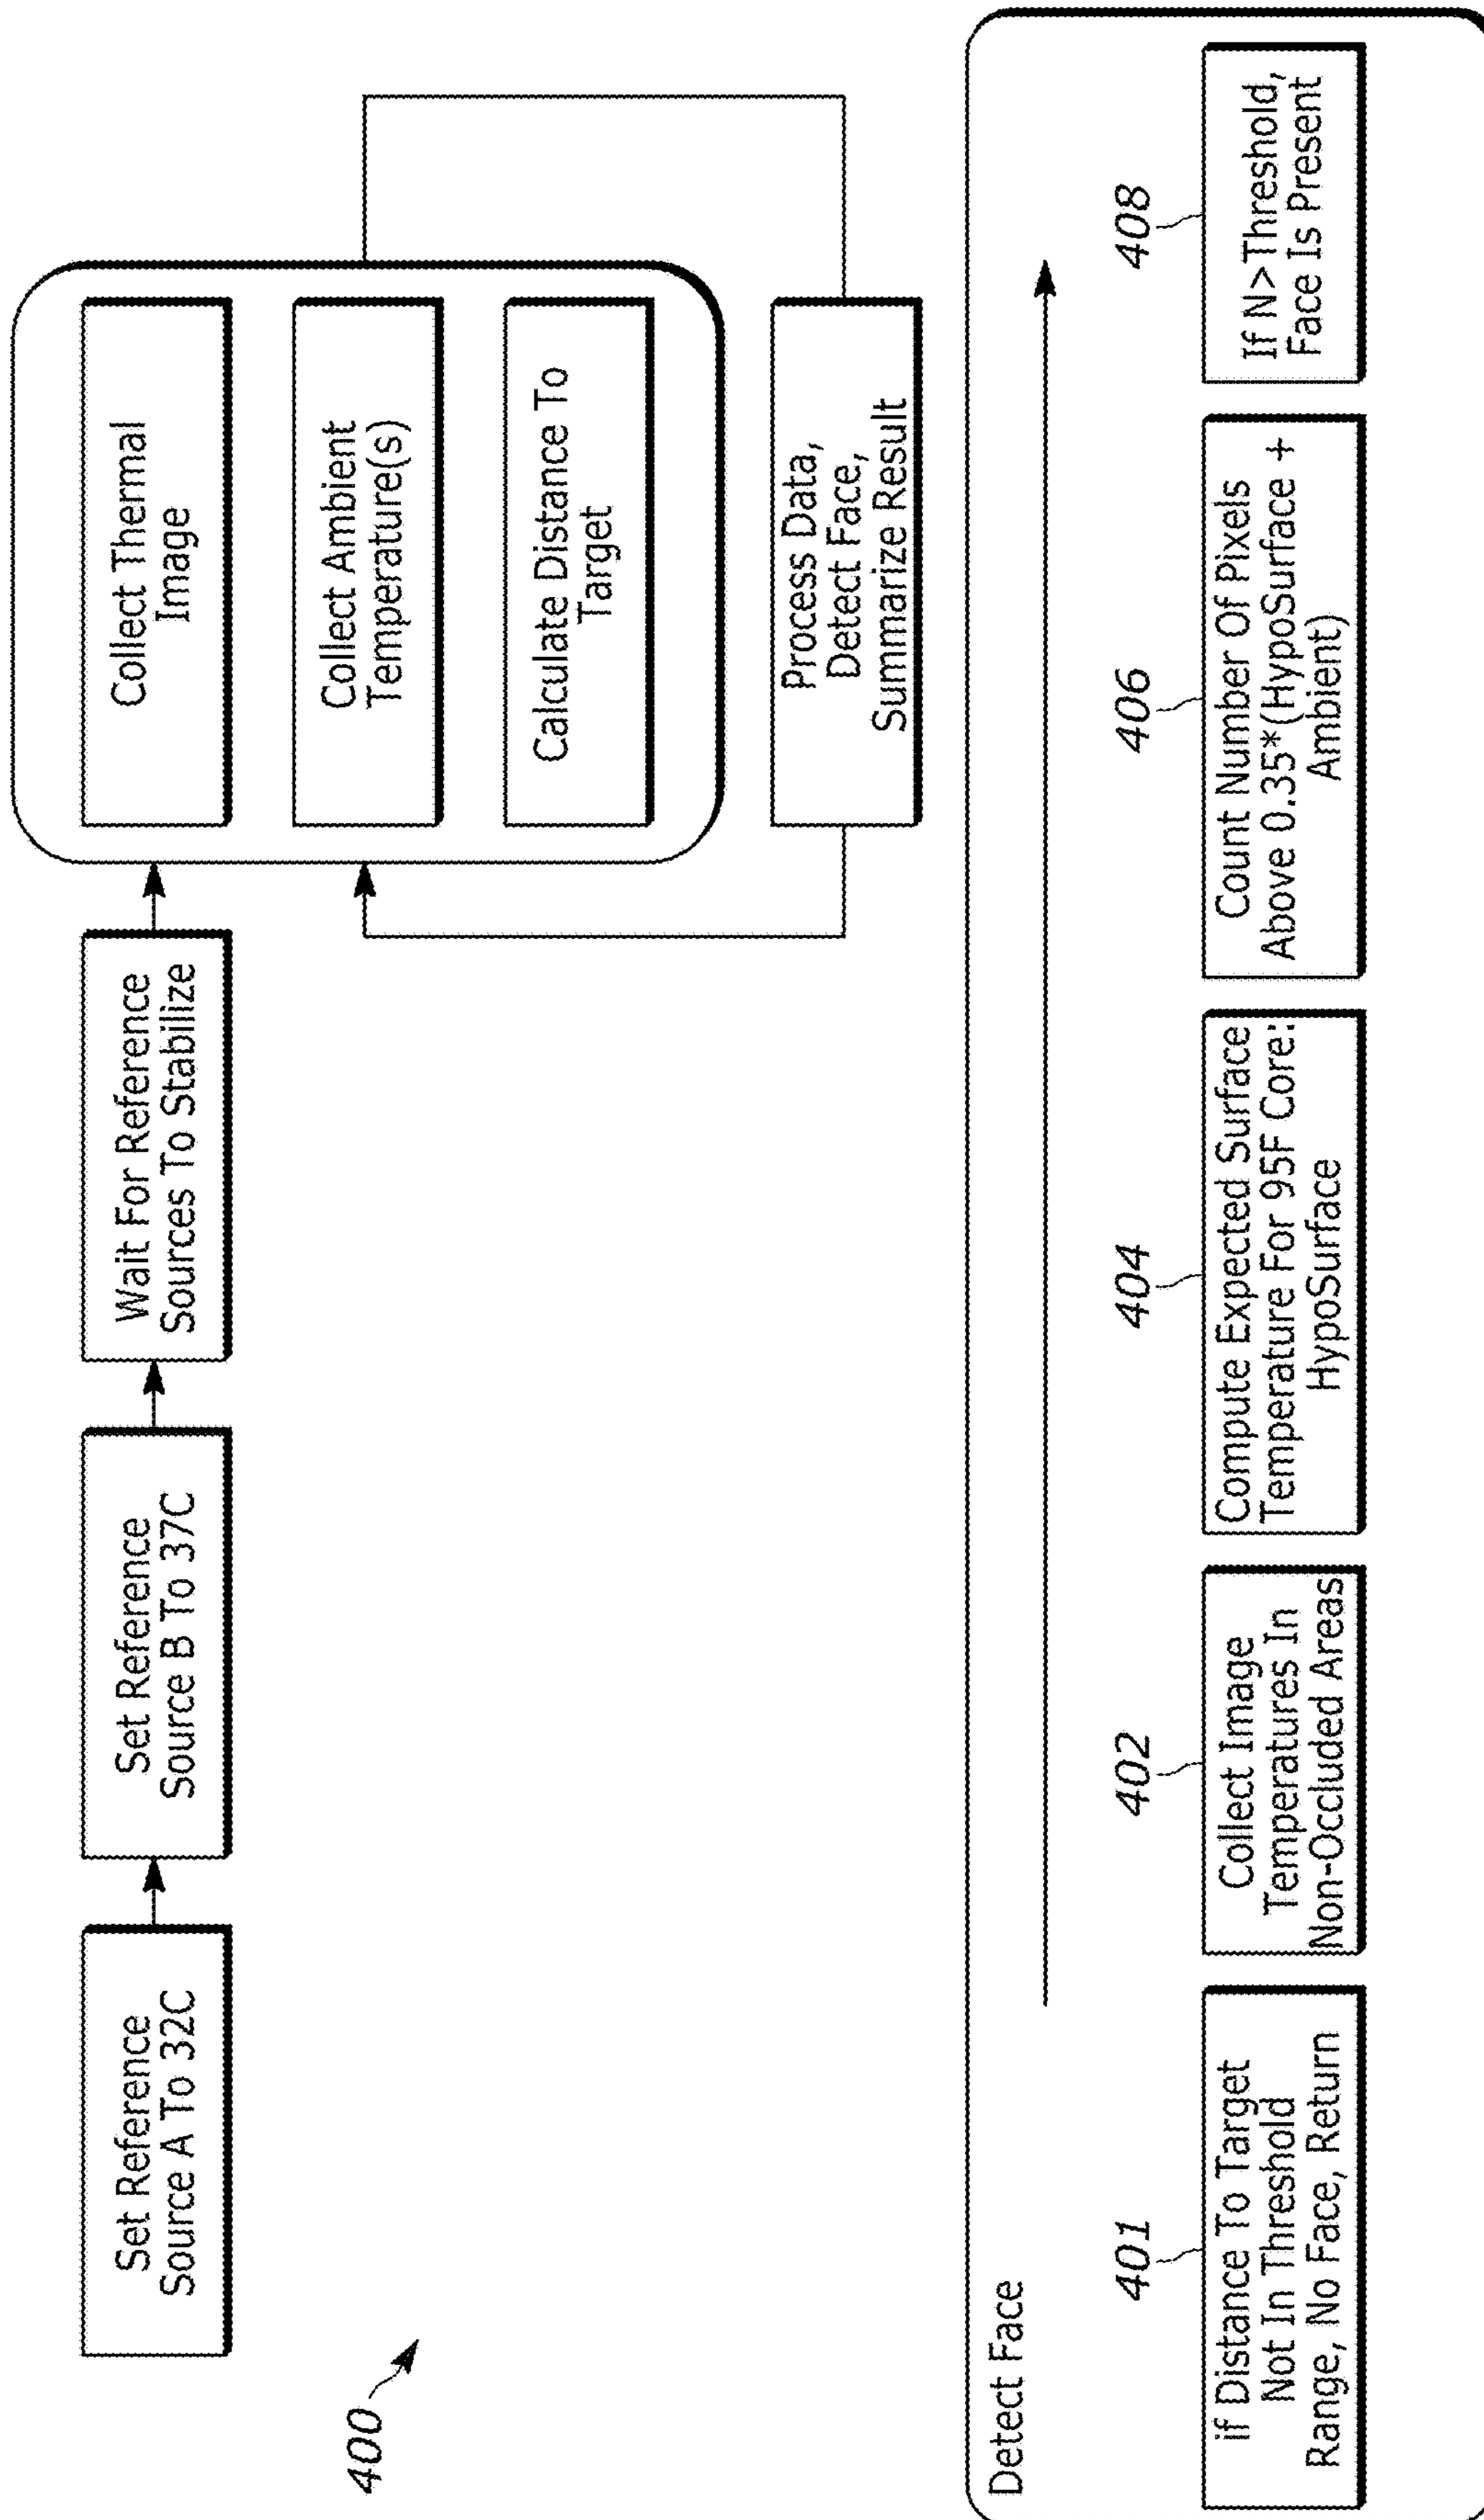 Set Reference
Source A To 32C
Set Reference
Source B To 37C
Wait For Reference
Sources To Stabilize
Collect Thermal
Image
Collect Ambient
Temperature(s)
Calculate Distance To
Target
Process Data,
Detect Face,
Summarize Result
400
Detect Face
401
if Distance To Target
Not In Threshold
Range, No Face, Return
402
Collect Image
Temperatures In
Non-Occluded Areas
404
Compute Expected Surface
Temperature For 95F Core:
HypoSurface
406
Count Number Of Pixels
Above 0.35*(HypoSurface +
Ambient)
408
If N>Threshold,
Face Is Present